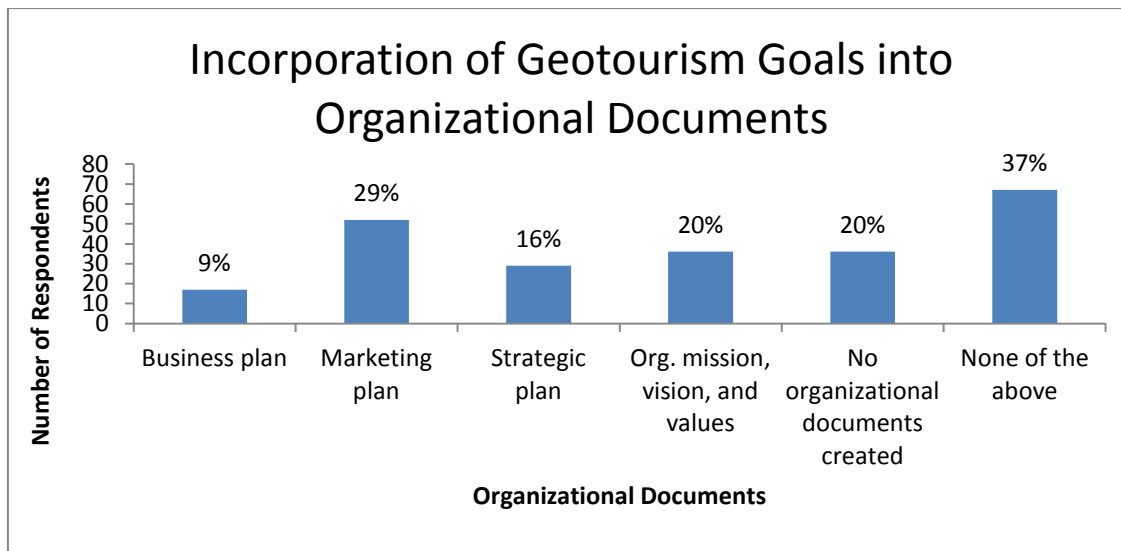 Incorporation of Geotourism Goals into
Organizational Documents
Number of Respondents
80
70
60
50
40
30
20
10
0
9%
29%
16%
20%
20%
37%
Business plan
Marketing
plan
Strategic
plan
Org. mission,
vision, and
values
No
organizational
documents
created
None of the
above
Organizational Documents